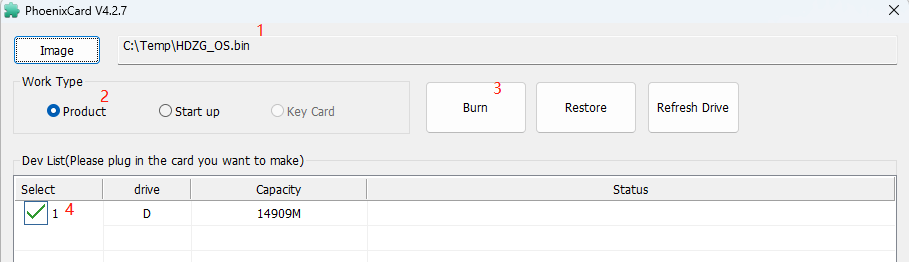 PhoenixCard V4.2.7
1
Image C:\Temp\HDZG_OS.bin
Work Type
2 3
Product Start up Key Card Burn Restore Refresh Drive
Dev List(Please plug in the card you want to make)
Select drive Capacity Status
1 4 D 14909M